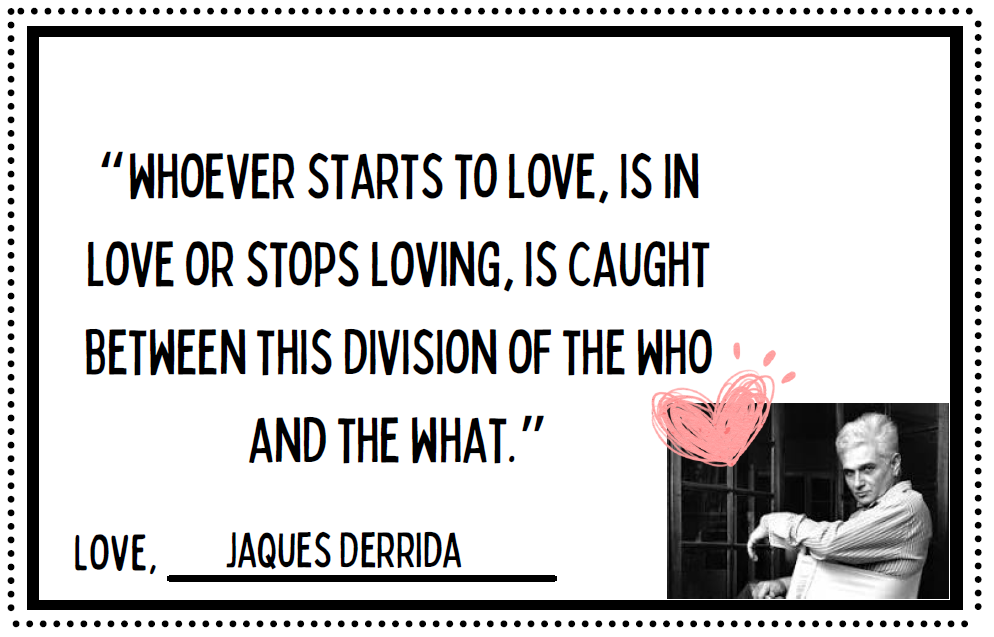 “WHOEVER STARTS TO LOVE, IS IN
LOVE OR STOPS LOVING, IS CAUGHT
BETWEEN THIS DIVISION OF THE WHO
AND THE WHAT.”
LOVE, JAQUES DERRIDA